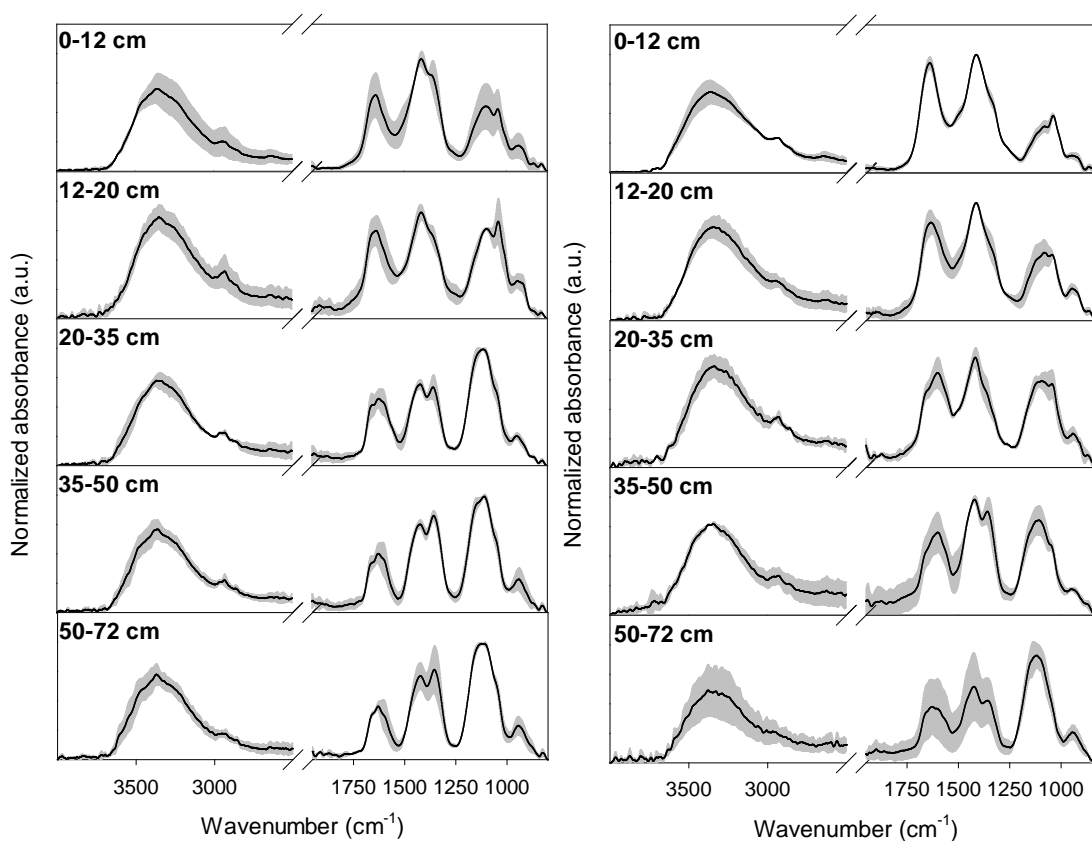 0-12 cm
12-20 cm
20-35 cm
35-50 cm
50-72 cm
3500 3000 1750 1500 1250 1000
Wavenumber (cm-1)
Normalized absorbance (a.u.)
0-12 cm
12-20 cm
20-35 cm
35-50 cm
50-72 cm
3500 3000 1750 1500 1250 1000
Wavenumber (cm-1)
Normalized absorbance (a.u.)